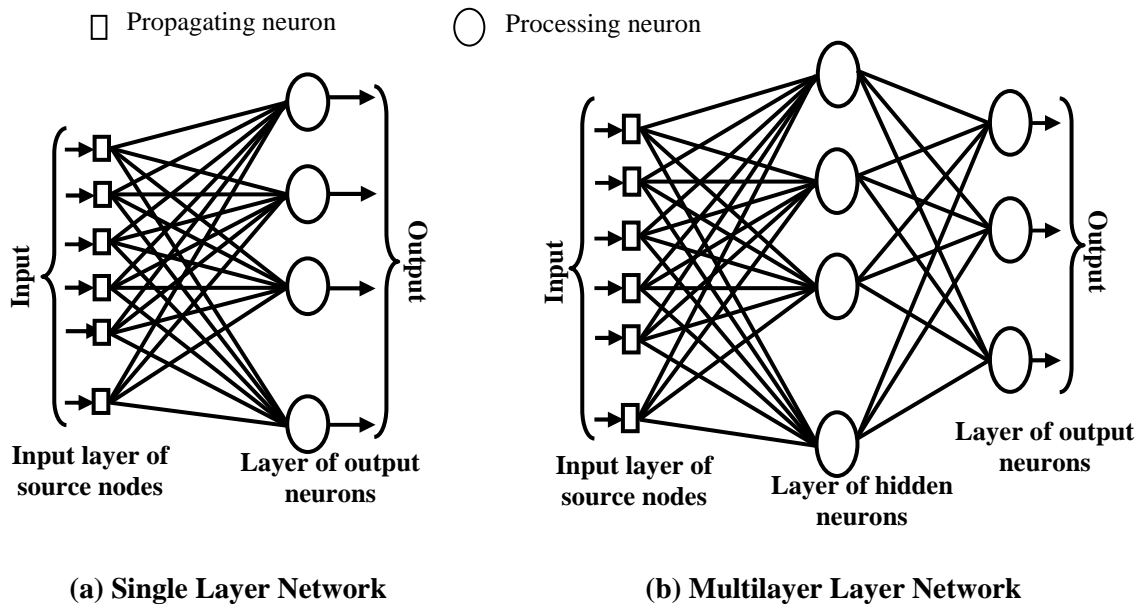 Propagating neuron
Processing neuron
Input
Output
Input layer of
source nodes
Layer of output
neurons
(a) Single Layer Network
Input
Output
Input layer of
source nodes
Layer of hidden
neurons
Layer of output
neurons
(b) Multilayer Layer Network